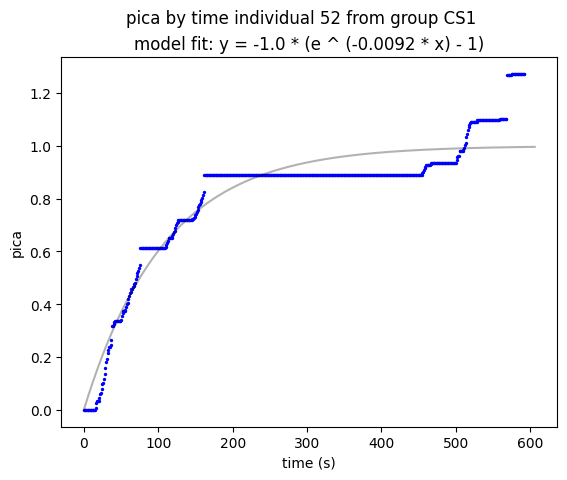 pica by time individual 52 from group CS1
model fit: y = -1.0 * (e ^ (-0.0092 * x) - 1)
1.2
1.0
0.8
0.6
0.4
0.2
0.0
pica
0 100 200 300 400 500 600
time (s)